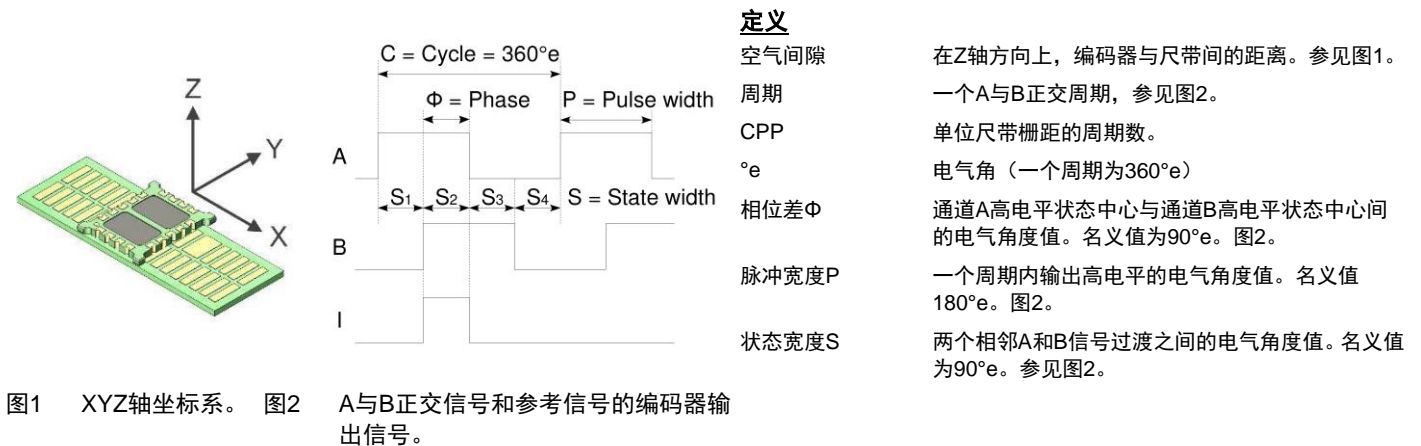 Z
Y
X
C = Cycle = 360°e
Φ = Phase
P = Pulse width
A
S1 S2 S3 S4 S = State width
B
I
图1 XYZ轴坐标系。 图2 A与B正交信号和参考信号的编码器输
出信号。
定义
空气间隙 在Z轴方向上，编码器与尺带间的距离。参见图1。
周期 一个A与B正交周期，参见图2。
CPP 单位尺带栅距的周期数。
°e 电气角（一个周期为360°e）
相位差Φ 通道A高电平状态中心与通道B高电平状态中心间
的电气角度值。名义值为90°e。图2。
脉冲宽度P 一个周期内输出高电平的电气角度值。名义值
180°e。图2。
状态宽度S 两个相邻A和B信号过渡之间的电气角度值。名义值
为90°e。参见图2。